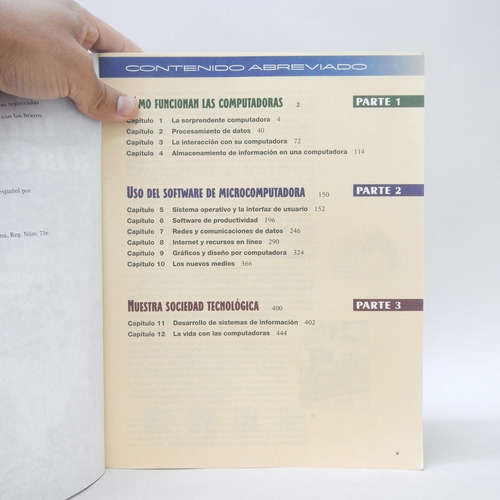 registradas
con los brazos
español por
Reg. Núm. 736
CONTENIDO ABREVIADO
CÓMO FUNCIONAN LAS COMPUTADORAS 2 PARTE 1
Capítulo 1 La sorprendente computadora 4
Capítulo 2 Procesamiento de datos 40
Capítulo 3 La interacción con su computadora 72
Capítulo 4 Almacenamiento de información en una computadora 114
USO DEL SOFTWARE DE MICROCOMPUTADORA 150 PARTE 2
Capítulo 5 Sistema operativo y la interfaz de usuario 152
Capítulo 6 Software de productividad 196
Capítulo 7 Redes y comunicaciones de datos 246
Capítulo 8 Internet y recursos en línea 290
Capítulo 9 Gráficos y diseño por computadora 324
Capítulo 10 Los nuevos medios 366
NUESTRA SOCIEDAD TECNOLÓGICA 400 PARTE 3
Capítulo 11 Desarrollo de sistemas de información 402
Capítulo 12 La vida con las computadoras 444
v